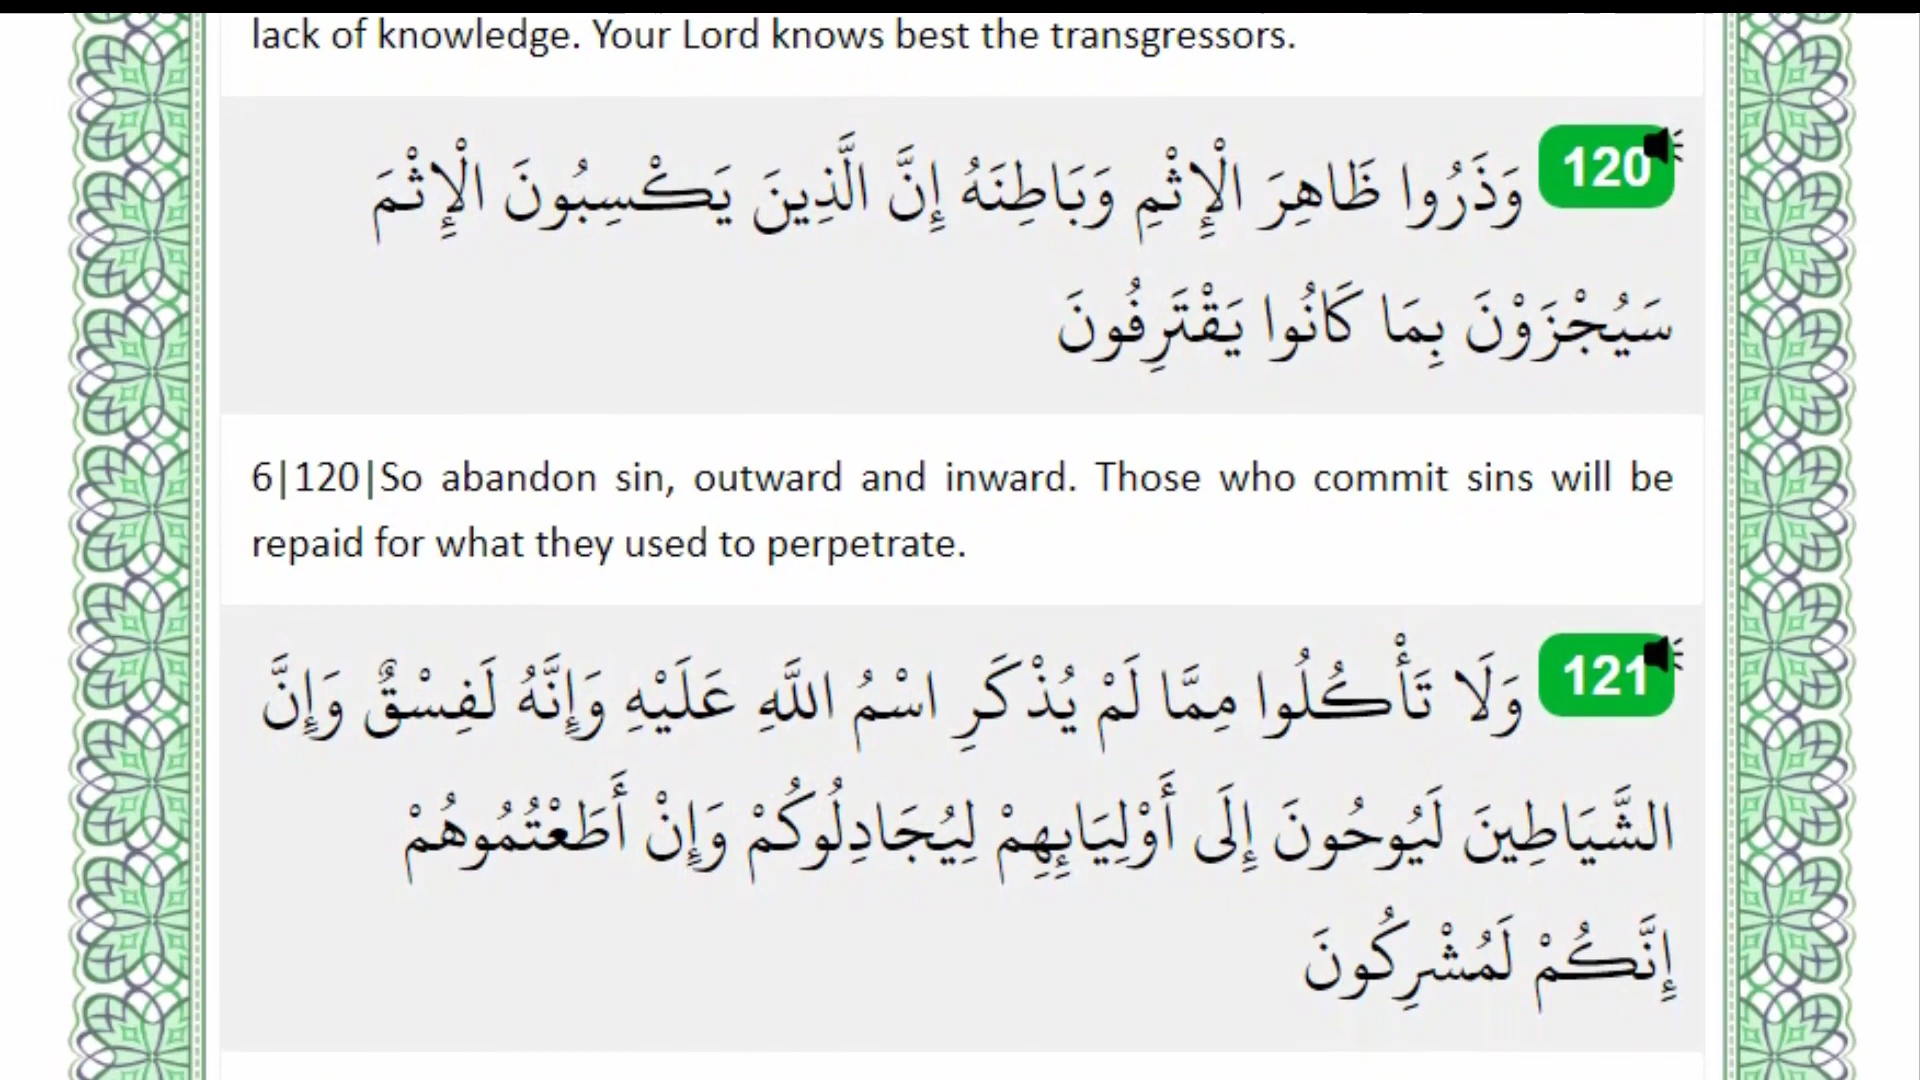 lack of knowledge. Your Lord knows best the transgressors.
120 وَذَرُوا ظَاهِرَ الْإِثْمِ وَبَاطِنَهُ إِنَّ الَّذِينَ يَكْسِبُونَ الْإِثْمَ
سَيُجْزَوْنَ بِمَا كَانُوا يَقْتَرِفُونَ
6|120|So abandon sin, outward and inward. Those who commit sins will be
repaid for what they used to perpetrate.
121 وَلَا تَأْكُلُوا مِمَّا لَمْ يُذْكَرِ اسْمُ اللَّهِ عَلَيْهِ وَإِنَّهُ لَفِسْقٌ وَإِنَّ
الشَّيَاطِينَ لَيُوحُونَ إِلَى أَوْلِيَايِٕهِمْ لِيُجَادِلُوكُمْ وَإِنْ أَطَعْتُمُوهُمْ
إِنَّكُمْ لَمُشْرِكُونَ